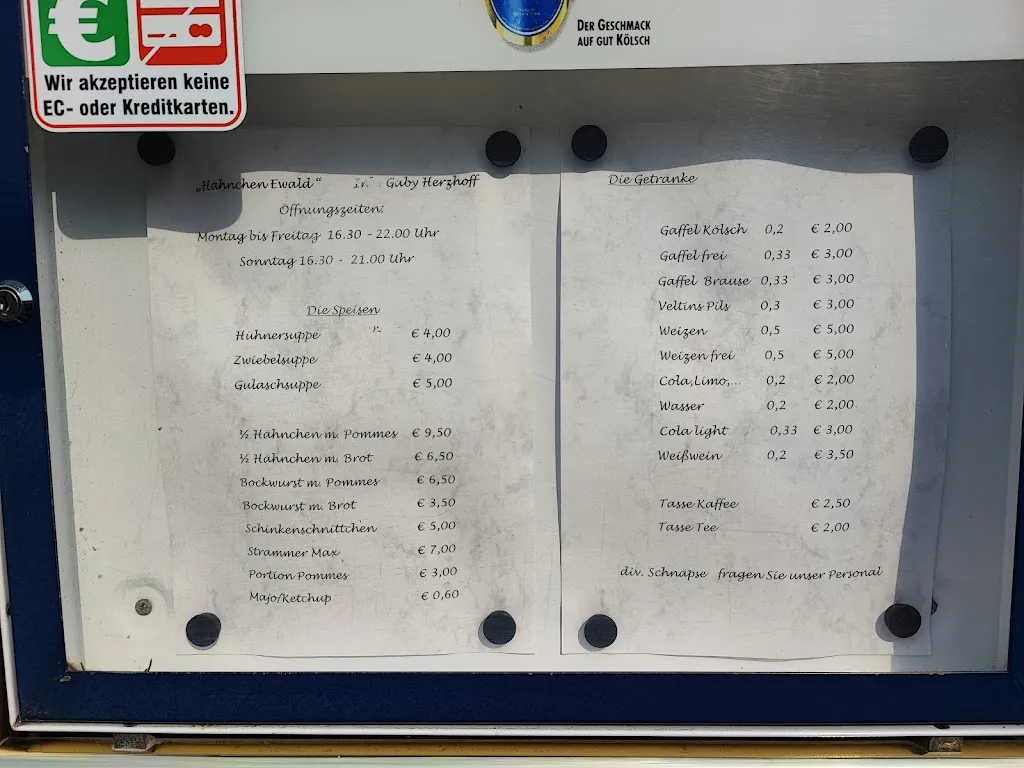 DER GESCHMACK
AUF GUT KÖLSCH
€
Wir akzeptieren keine
EC- oder Kreditkarten.
„Hähnchen Ewald“ Gaby Herzhoff
Öffnungszeiten:
Montag bis Freitag 16.30 – 22.00 Uhr
Sonntag 16.30 - 21.00 Uhr
Die Speisen
Hühnersuppe € 4,00
Zwiebelsuppe € 4,00
Gulaschsuppe € 5,00
½ Hähnchen m. Pommes € 9,50
½ Hähnchen m. Brot € 6,50
Bockwurst m. Pommes € 6,50
Bockwurst m. Brot € 3,50
Schinkenschnittchen € 5,00
Strammer Max € 7,00
Portion Pommes € 3,00
Majo/Ketchup € 0,60
Die Getränke
Gaffel Kölsch 0,2 € 2,00
Gaffel frei 0,33 € 3,00
Gaffel Brause 0,33 € 3,00
Veltins Pils 0,3 € 3,00
Weizen 0,5 € 5,00
Weizen frei 0,5 € 5,00
Cola,Limo,... 0,2 € 2,00
Wasser 0,2 € 2,00
Cola light 0,33 € 3,00
Weißwein 0,2 € 3,50
Tasse Kaffee € 2,50
Tasse Tee € 2,00
div. Schnäpse fragen Sie unser Personal